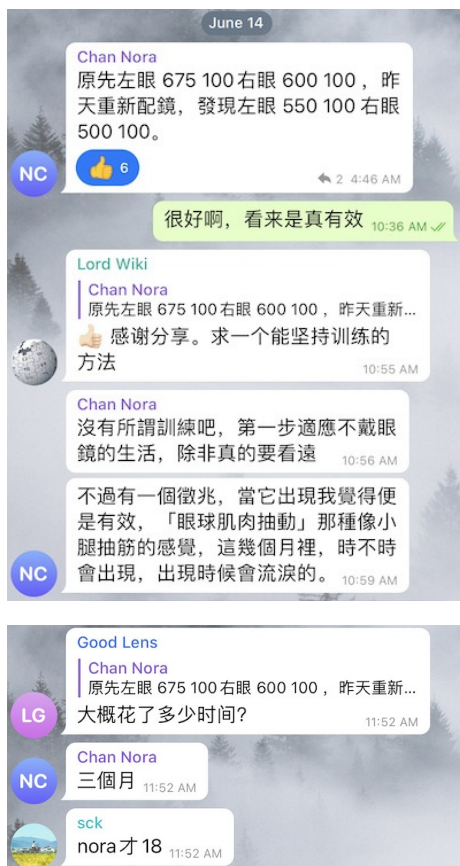 June 14
Chan Nora
原先左眼 675 100右眼 600 100 ，昨
天重新配鏡，發現左眼 550 100 右眼
500 100。
NC
👍 6
2 4:46 AM
很好啊，看来是真有效 10:36 AM
Lord Wiki
Chan Nora
原先左眼 675 100右眼 600 100 ，昨天重新...
👍🏻 感谢分享。求一个能坚持训练的
方法
10:55 AM
Chan Nora
沒有所謂訓練吧，第一步適應不戴眼
鏡的生活，除非真的要看遠 10:56 AM
不過有一個徵兆，當它出現我覺得便
是有效，「眼球肌肉抽動」那種像小
腿抽筋的感覺，這幾個月裡，時不時
會出現，出現時候會流淚的。 10:59 AM
NC
Good Lens
Chan Nora
原先左眼 675 100右眼 600 100 ，昨天重新...
LG
大概花了多少时间?
11:52 AM
Chan Nora
NC
三個月 11:52 AM
sck
nora才18 11:52 AM